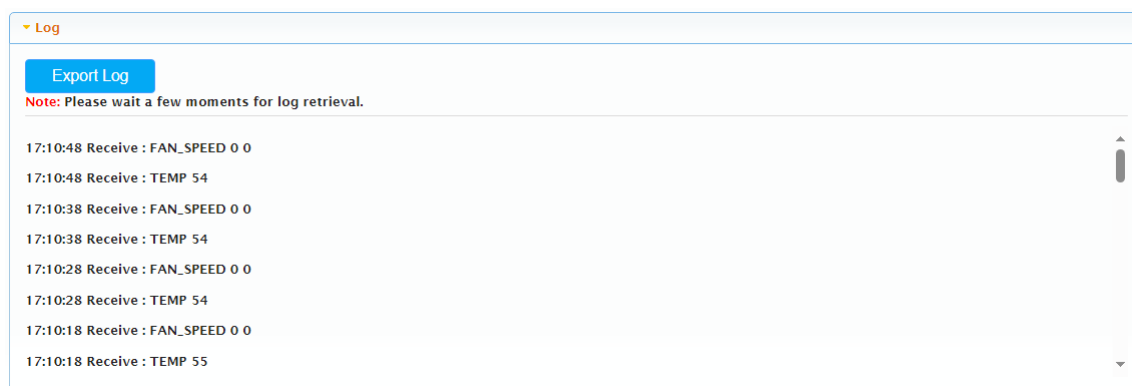 Log
Export Log
Note: Please wait a few moments for log retrieval.
17:10:48 Receive : FAN_SPEED 0 0
17:10:48 Receive : TEMP 54
17:10:38 Receive : FAN_SPEED 0 0
17:10:38 Receive : TEMP 54
17:10:28 Receive : FAN_SPEED 0 0
17:10:28 Receive : TEMP 54
17:10:18 Receive : FAN_SPEED 0 0
17:10:18 Receive : TEMP 55